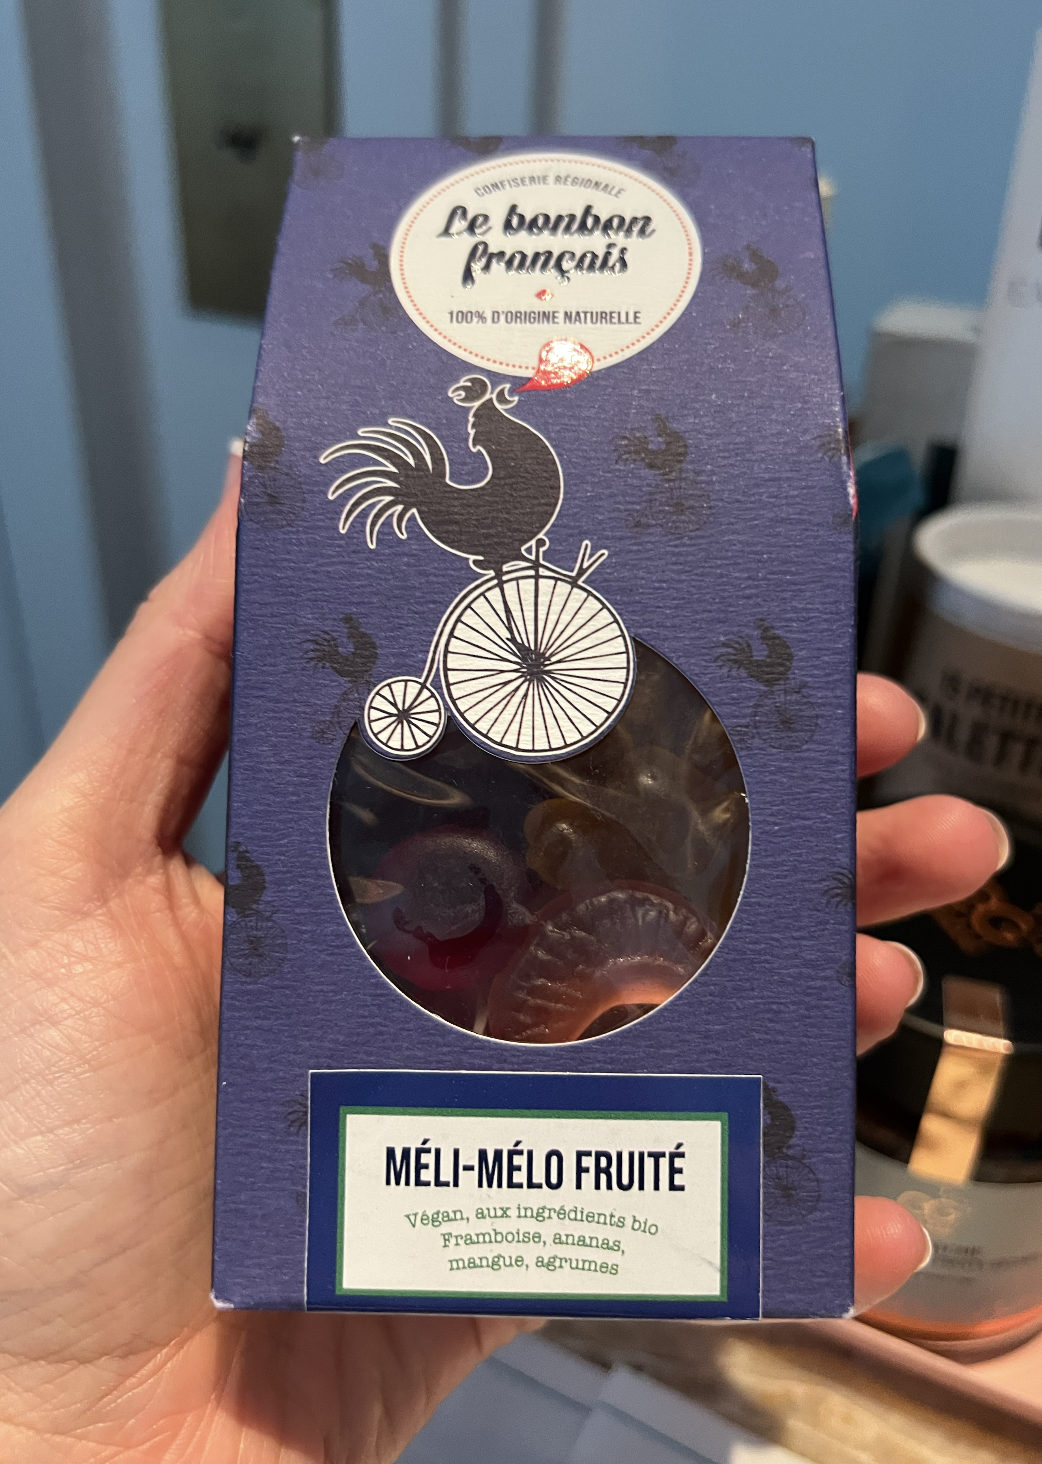 CONFISERIE RÉGIONALE
Le bonbon
français
100% D'ORIGINE NATURELLE
MÉLI-MÉLO FRUITÉ
Végan, aux ingrédients bio
Framboise, ananas,
mangue, agrumes